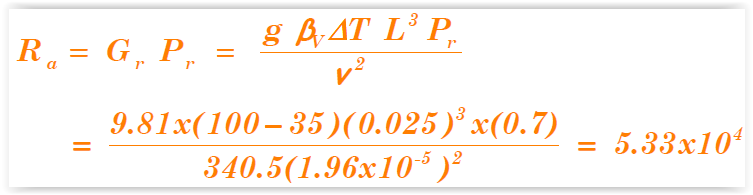 Rₐ = Gᵣ Pᵣ = g βᵥ ΔT L³ Pᵣ / ν²
= 9.81x(100 – 35)(0.025)³x(0.7) / 340.5(1.96x10⁻⁵)² = 5.33x10⁴